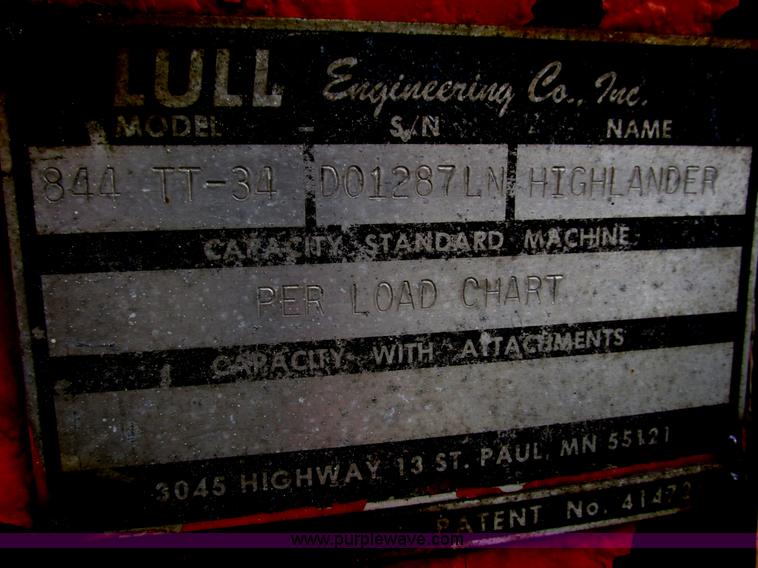 LULL Engineering Co., Inc.
MODEL - S/N NAME
844 TT-34 D01287LN HIGHLANDER
CAPACITY STANDARD MACHINE
PER LOAD CHART
CAPACITY WITH ATTACHMENTS
3045 HIGHWAY 13 ST. PAUL, MN 55121
PATENT No.
www.purplewave.com